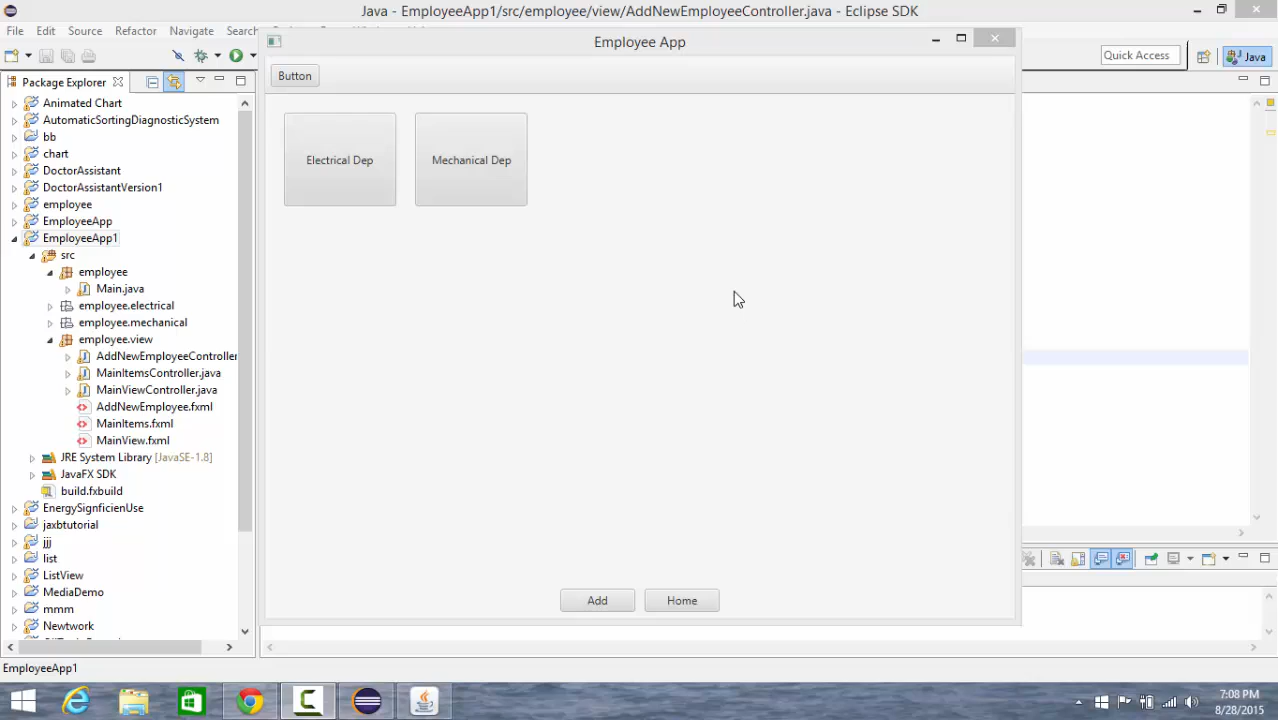 Java - EmployeeApp1/src/employee/view/AddNewEmployeeController.java - Eclipse SDK
File Edit Source Refactor Navigate Search
Employee App
Quick Access
Java
Package Explorer
Button
Animated Chart
AutomaticSortingDiagnosticSystem
bb
chart
DoctorAssistant
DoctorAssistantVersion1
employee
EmployeeApp
EmployeeApp1
src
employee
Main.java
employee.electrical
employee.mechanical
employee.view
AddNewEmployeeController
MainItemsController.java
MainViewController.java
AddNewEmployee.fxml
MainItems.fxml
MainView.fxml
JRE System Library [JavaSE-1.8]
JavaFX SDK
build.fxbuild
EnergySignficienUse
jaxbtutorial
jjj
list
ListView
MediaDemo
mmm
Newtwork
Electrical Dep
Mechanical Dep
Add
Home
EmployeeApp1
7:08 PM
8/28/2015